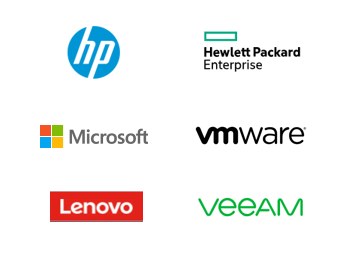 hp
Hewlett Packard
Enterprise
Microsoft
vmware®
Lenovo
veeAM